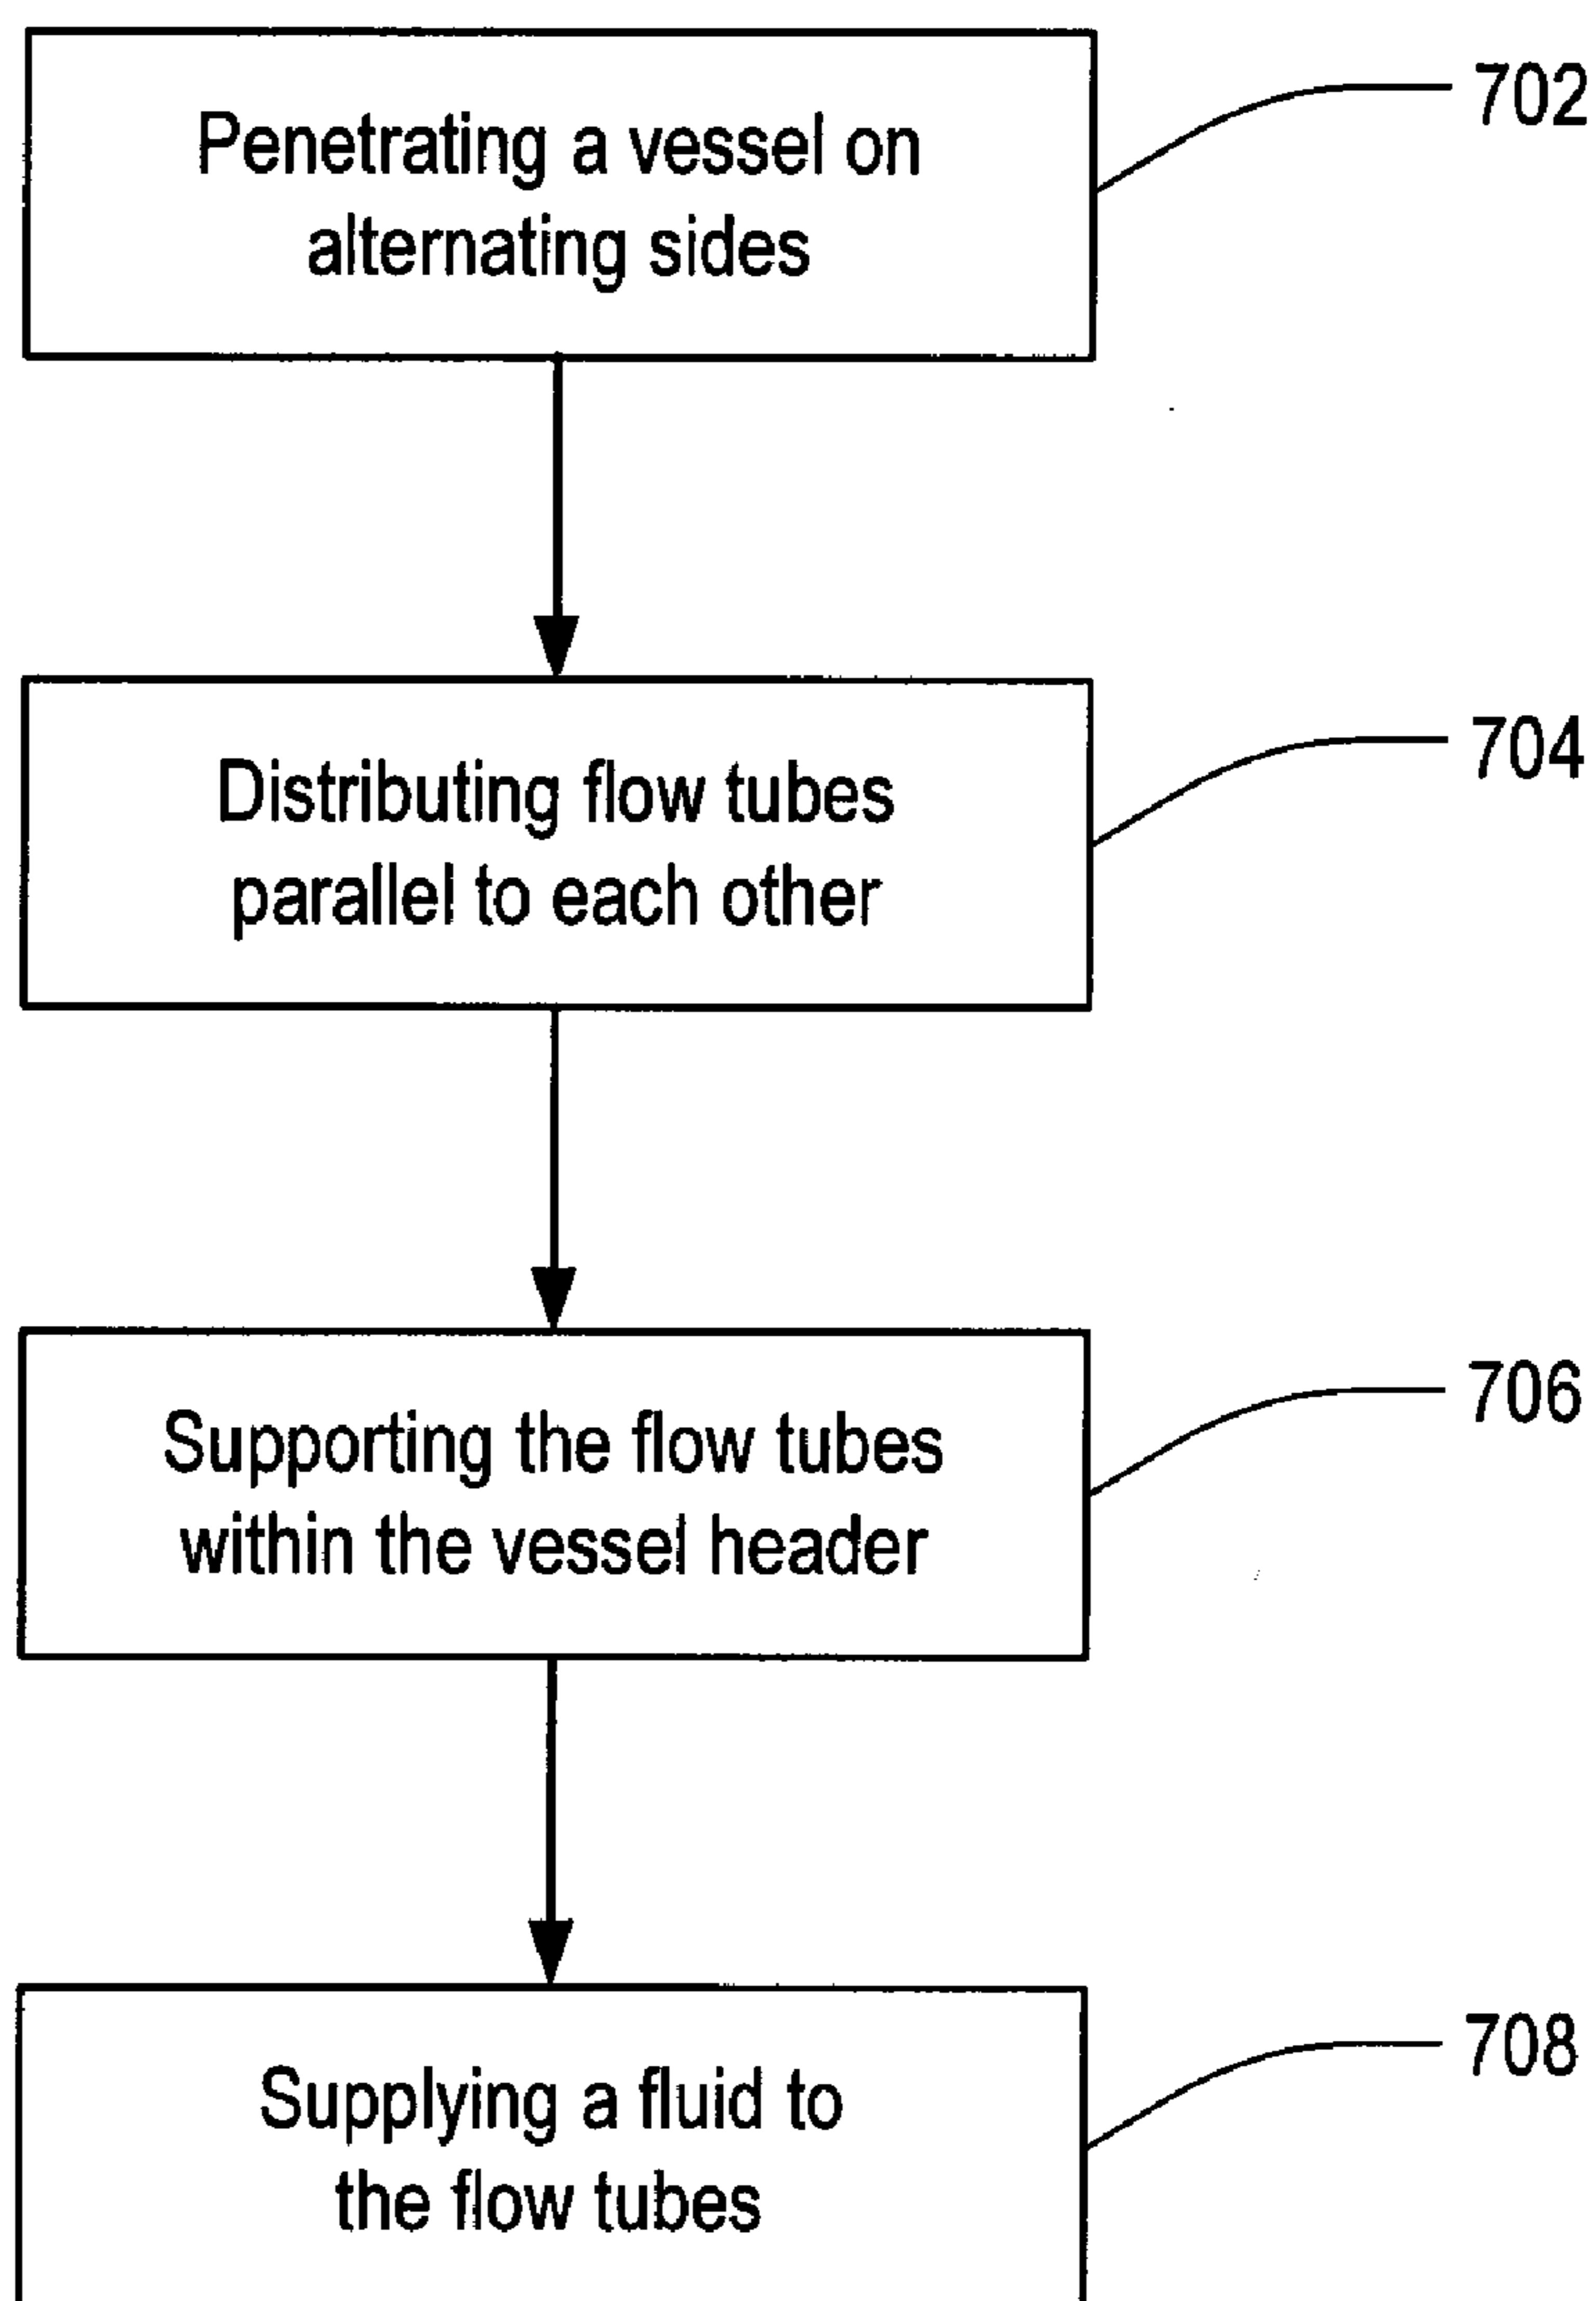 Penetrating a vessel on
alternating sides
702
Distributing flow tubes
parallel to each other
704
Supporting the flow tubes
within the vessel header
706
Supplying a fluid to
the flow tubes
708